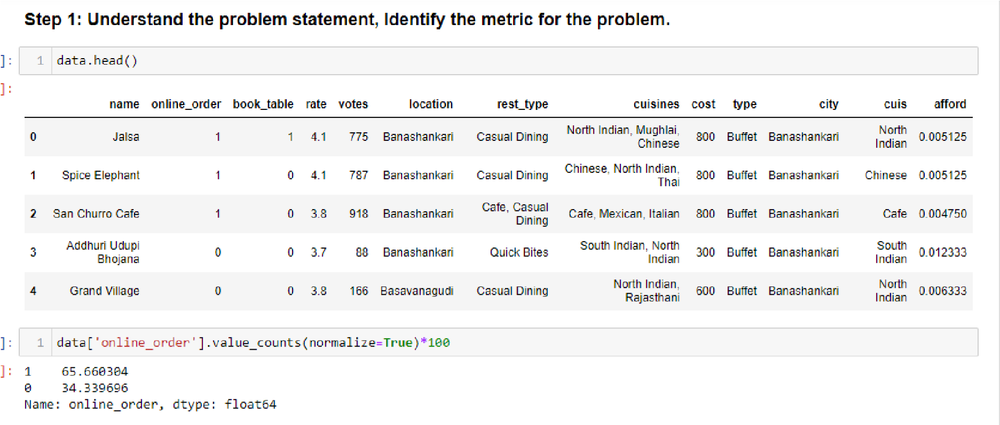 Step 1: Understand the problem statement, Identify the metric for the problem.
]: 1 data.head()
]:
name online_order book_table rate votes location rest_type cuisines cost type city cuis afford
0 Jalsa 1 1 4.1 775 Banashankari Casual Dining North Indian, Mughlai, Chinese 800 Buffet Banashankari North Indian 0.005125
1 Spice Elephant 1 0 4.1 787 Banashankari Casual Dining Chinese, North Indian, Thai 800 Buffet Banashankari Chinese 0.005125
2 San Churro Cafe 1 0 3.8 918 Banashankari Cafe, Casual Dining Cafe, Mexican, Italian 800 Buffet Banashankari Cafe 0.004750
3 Addhuri Udupi Bhojana 0 0 3.7 88 Banashankari Quick Bites South Indian, North Indian 300 Buffet Banashankari South Indian 0.012333
4 Grand Village 0 0 3.8 166 Basavanagudi Casual Dining North Indian, Rajasthani 600 Buffet Banashankari North Indian 0.006333
]: 1 data['online_order'].value_counts(normalize=True)*100
]: 1 65.660304
0 34.339696
Name: online_order, dtype: float64